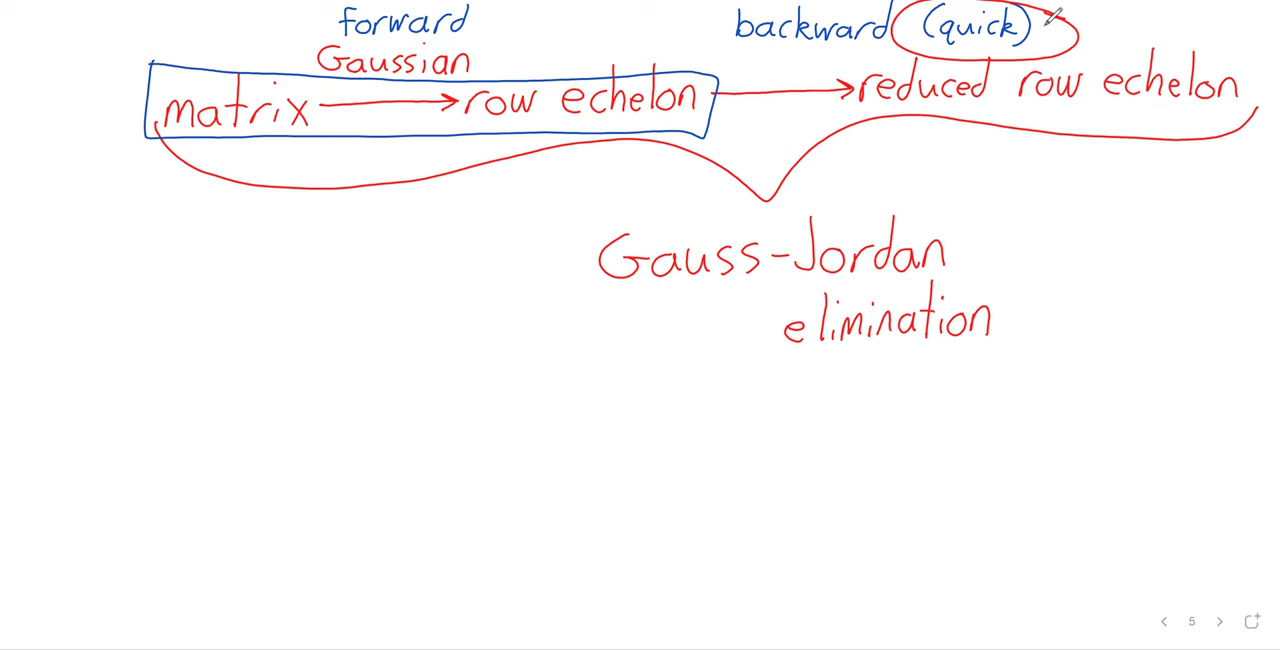 forward backward (quick)
Gaussian
matrix → row echelon → reduced row echelon
Gauss-Jordan
elimination
5